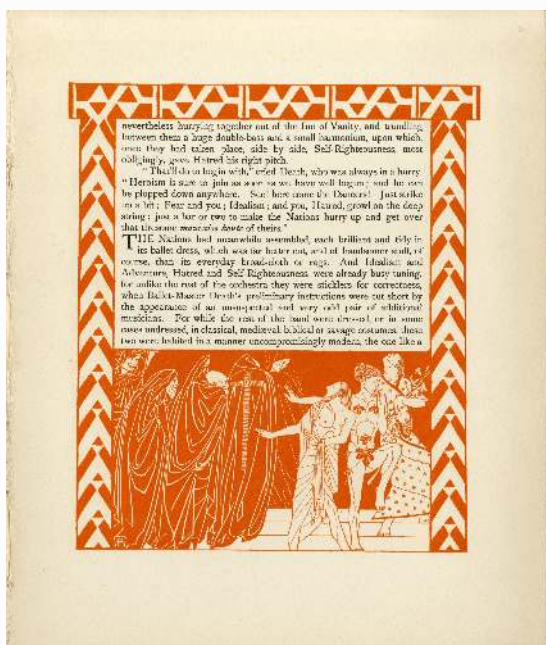 nevertheless hurrying together out of the Inn of Vanity, and trundling
between them a huge double-bass and a small harmonium, upon which,
once they had taken place, side by side, Self-Righteousness, most
obligingly, gave Hatred his right pitch.
"That'll do to begin with," cried Death, who was always in a hurry.
"Heroism is sure to join as soon as we have well begun; and he can
be plopped down anywhere. See! here come the Dancers! Just strike
up a bit; Fear and you; Idealism; and you, Hatred, growl on the deep
string; just a bar or two to make the Nations hurry up and get over
that tiresome mauvaise honte of theirs."
THE Nations had meanwhile assembled, each brilliant and tidy in
its ballet dress, which was far neater cut, and of handsomer stuff, of
course, than its everyday broad-cloth or rags. And Idealism and
Adventure, Hatred and Self-Righteousness were already busy tuning,
for unlike the rest of the orchestra they were sticklers for correctness,
when Ballet-Master Death's preliminary instructions were cut short by
the appearance of an unexpected and very odd pair of additional
musicians. For while the rest of the band were dressed, or in some
cases undressed, in classical, mediæval, biblical or savage costumes, these
two were habited in a manner uncompromisingly modern, the one like a